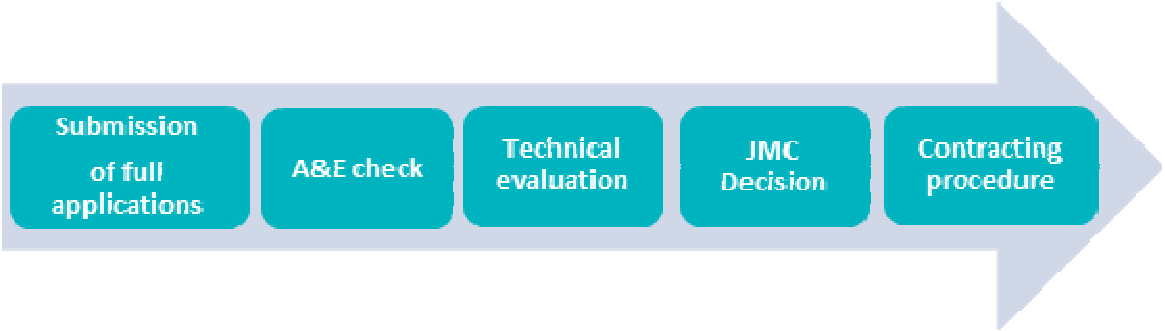 Submission
of full
applications
A&E check
Technical
evaluation
JMC
Decision
Contracting
procedure